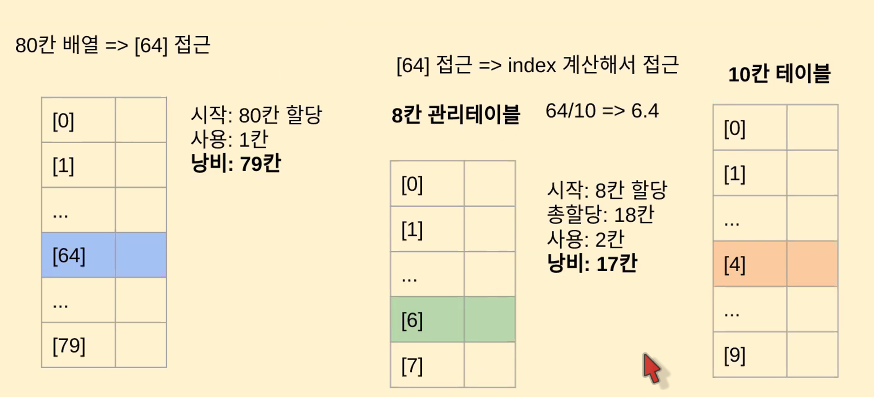 80칸 배열 => [64] 접근
[0]
[1]
...
[64]
...
[79]
시작: 80칸 할당
사용: 1칸
낭비: 79칸
[64] 접근 => index 계산해서 접근
8칸 관리테이블
64/10 => 6.4
[0]
[1]
...
[6]
[7]
시작: 8칸 할당
총할당: 18칸
사용: 2칸
낭비: 17칸
10칸 테이블
[0]
[1]
...
[4]
...
[9]